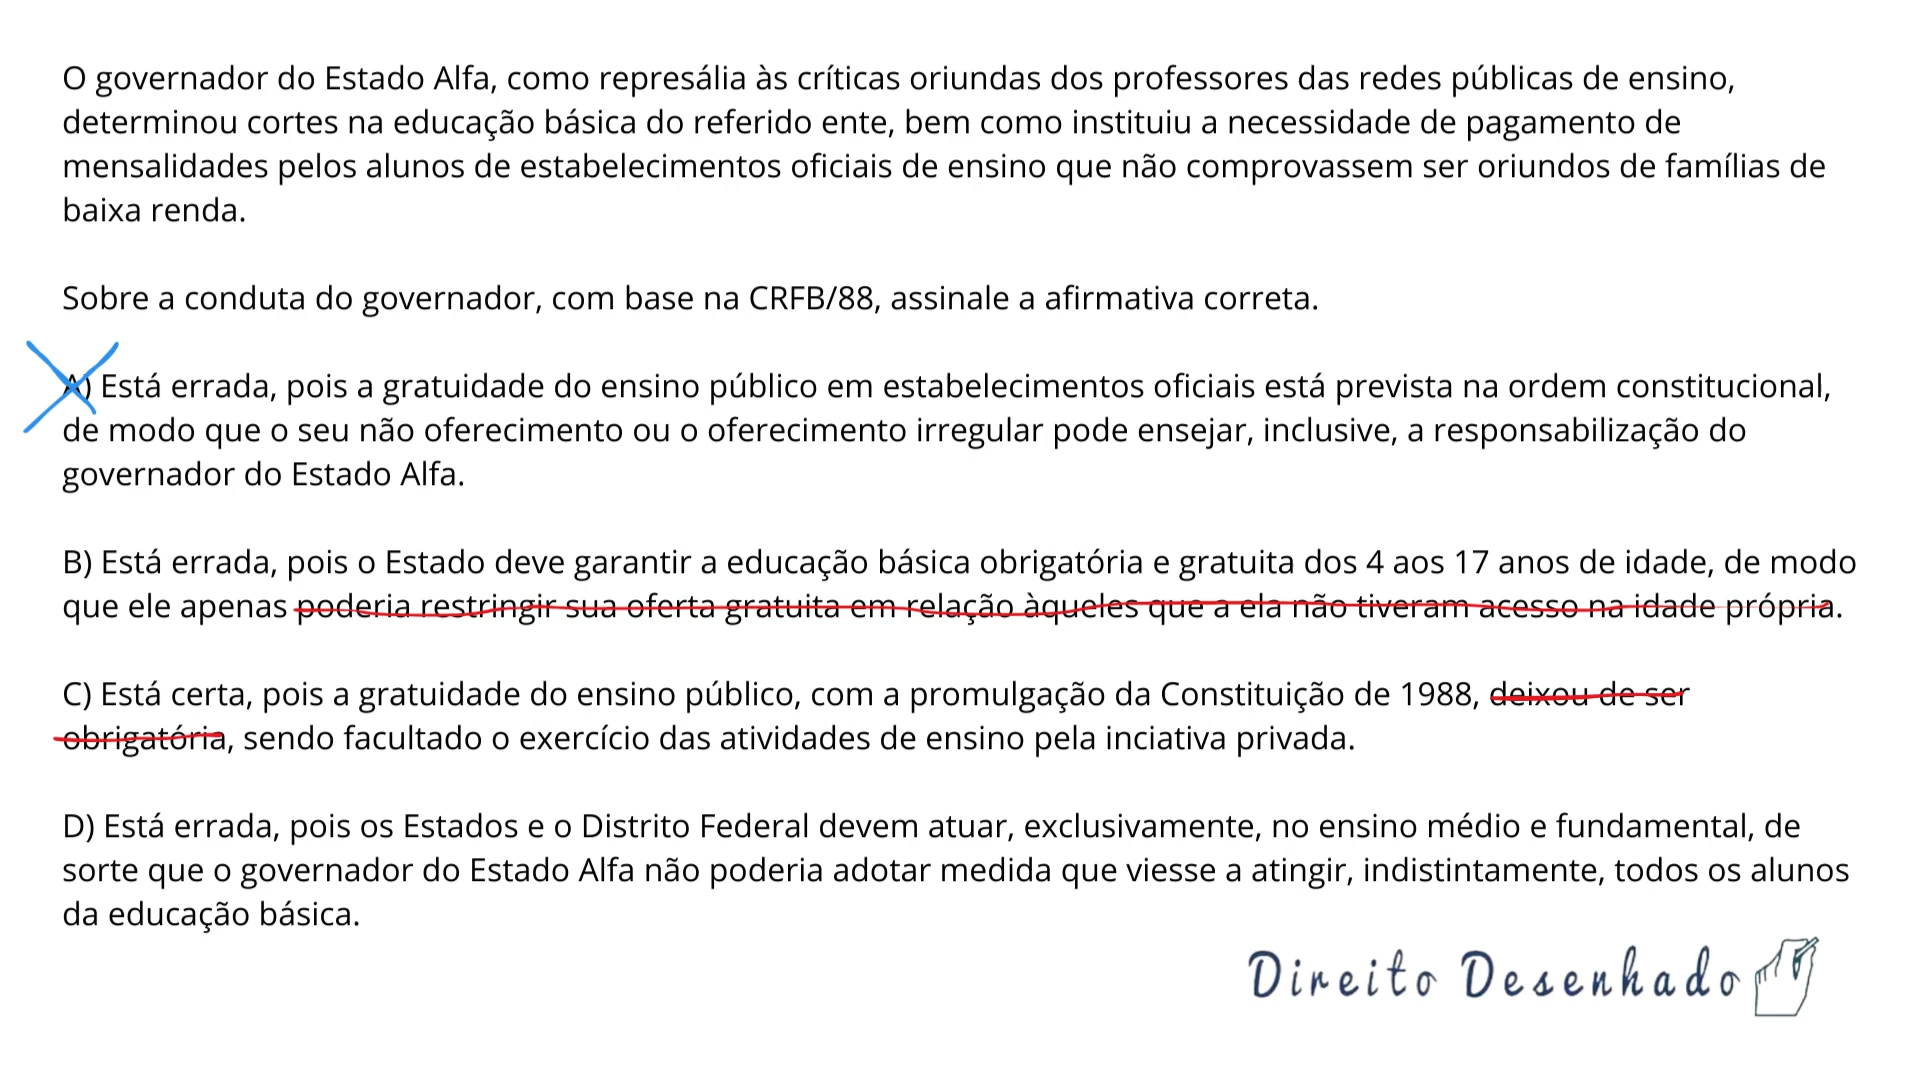 O governador do Estado Alfa, como represália às críticas oriundas dos professores das redes públicas de ensino,
determinou cortes na educação básica do referido ente, bem como instituiu a necessidade de pagamento de
mensalidades pelos alunos de estabelecimentos oficiais de ensino que não comprovassem ser oriundos de famílias de
baixa renda.
Sobre a conduta do governador, com base na CRFB/88, assinale a afirmativa correta.
A) Está errada, pois a gratuidade do ensino público em estabelecimentos oficiais está prevista na ordem constitucional,
de modo que o seu não oferecimento ou o oferecimento irregular pode ensejar, inclusive, a responsabilização do
governador do Estado Alfa.
B) Está errada, pois o Estado deve garantir a educação básica obrigatória e gratuita dos 4 aos 17 anos de idade, de modo
que ele apenas poderia restringir sua oferta gratuita em relação àqueles que a ela não tiveram acesso na idade própria.
C) Está certa, pois a gratuidade do ensino público, com a promulgação da Constituição de 1988, deixou de ser
obrigatória, sendo facultado o exercício das atividades de ensino pela inciativa privada.
D) Está errada, pois os Estados e o Distrito Federal devem atuar, exclusivamente, no ensino médio e fundamental, de
sorte que o governador do Estado Alfa não poderia adotar medida que viesse a atingir, indistintamente, todos os alunos
da educação básica.
Direito Desenhado